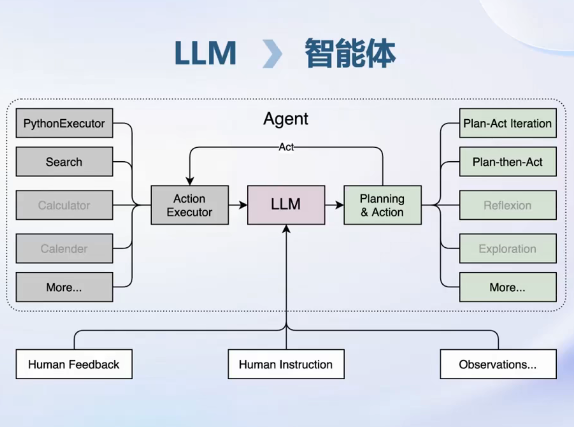 LLM 智能体
Agent
PythonExecutor
Search
Calculator
Calender
More...
Act
Action
Executor
LLM
Planning
& Action
Plan-Act Iteration
Plan-then-Act
Reflexion
Exploration
More...
Human Feedback
Human Instruction
Observations...